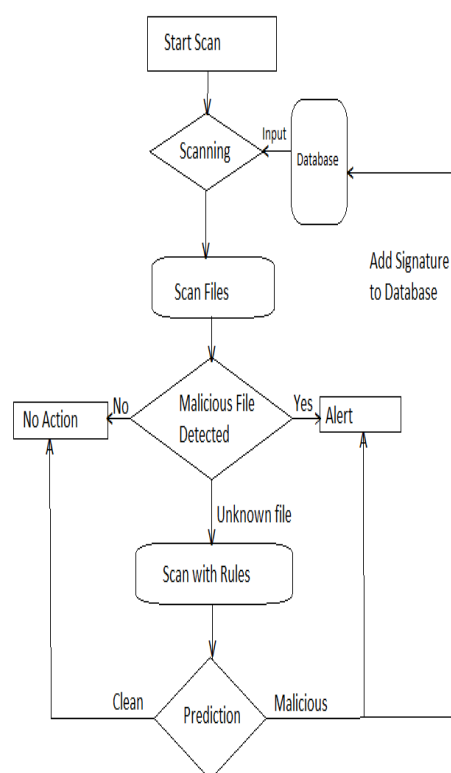 Start Scan
Input
Scanning
Database
Add Signature
to Database
Scan Files
No
Malicious File
Detected
Yes
No Action
Alert
Unknown file
Scan with Rules
Clean
Prediction
Malicious